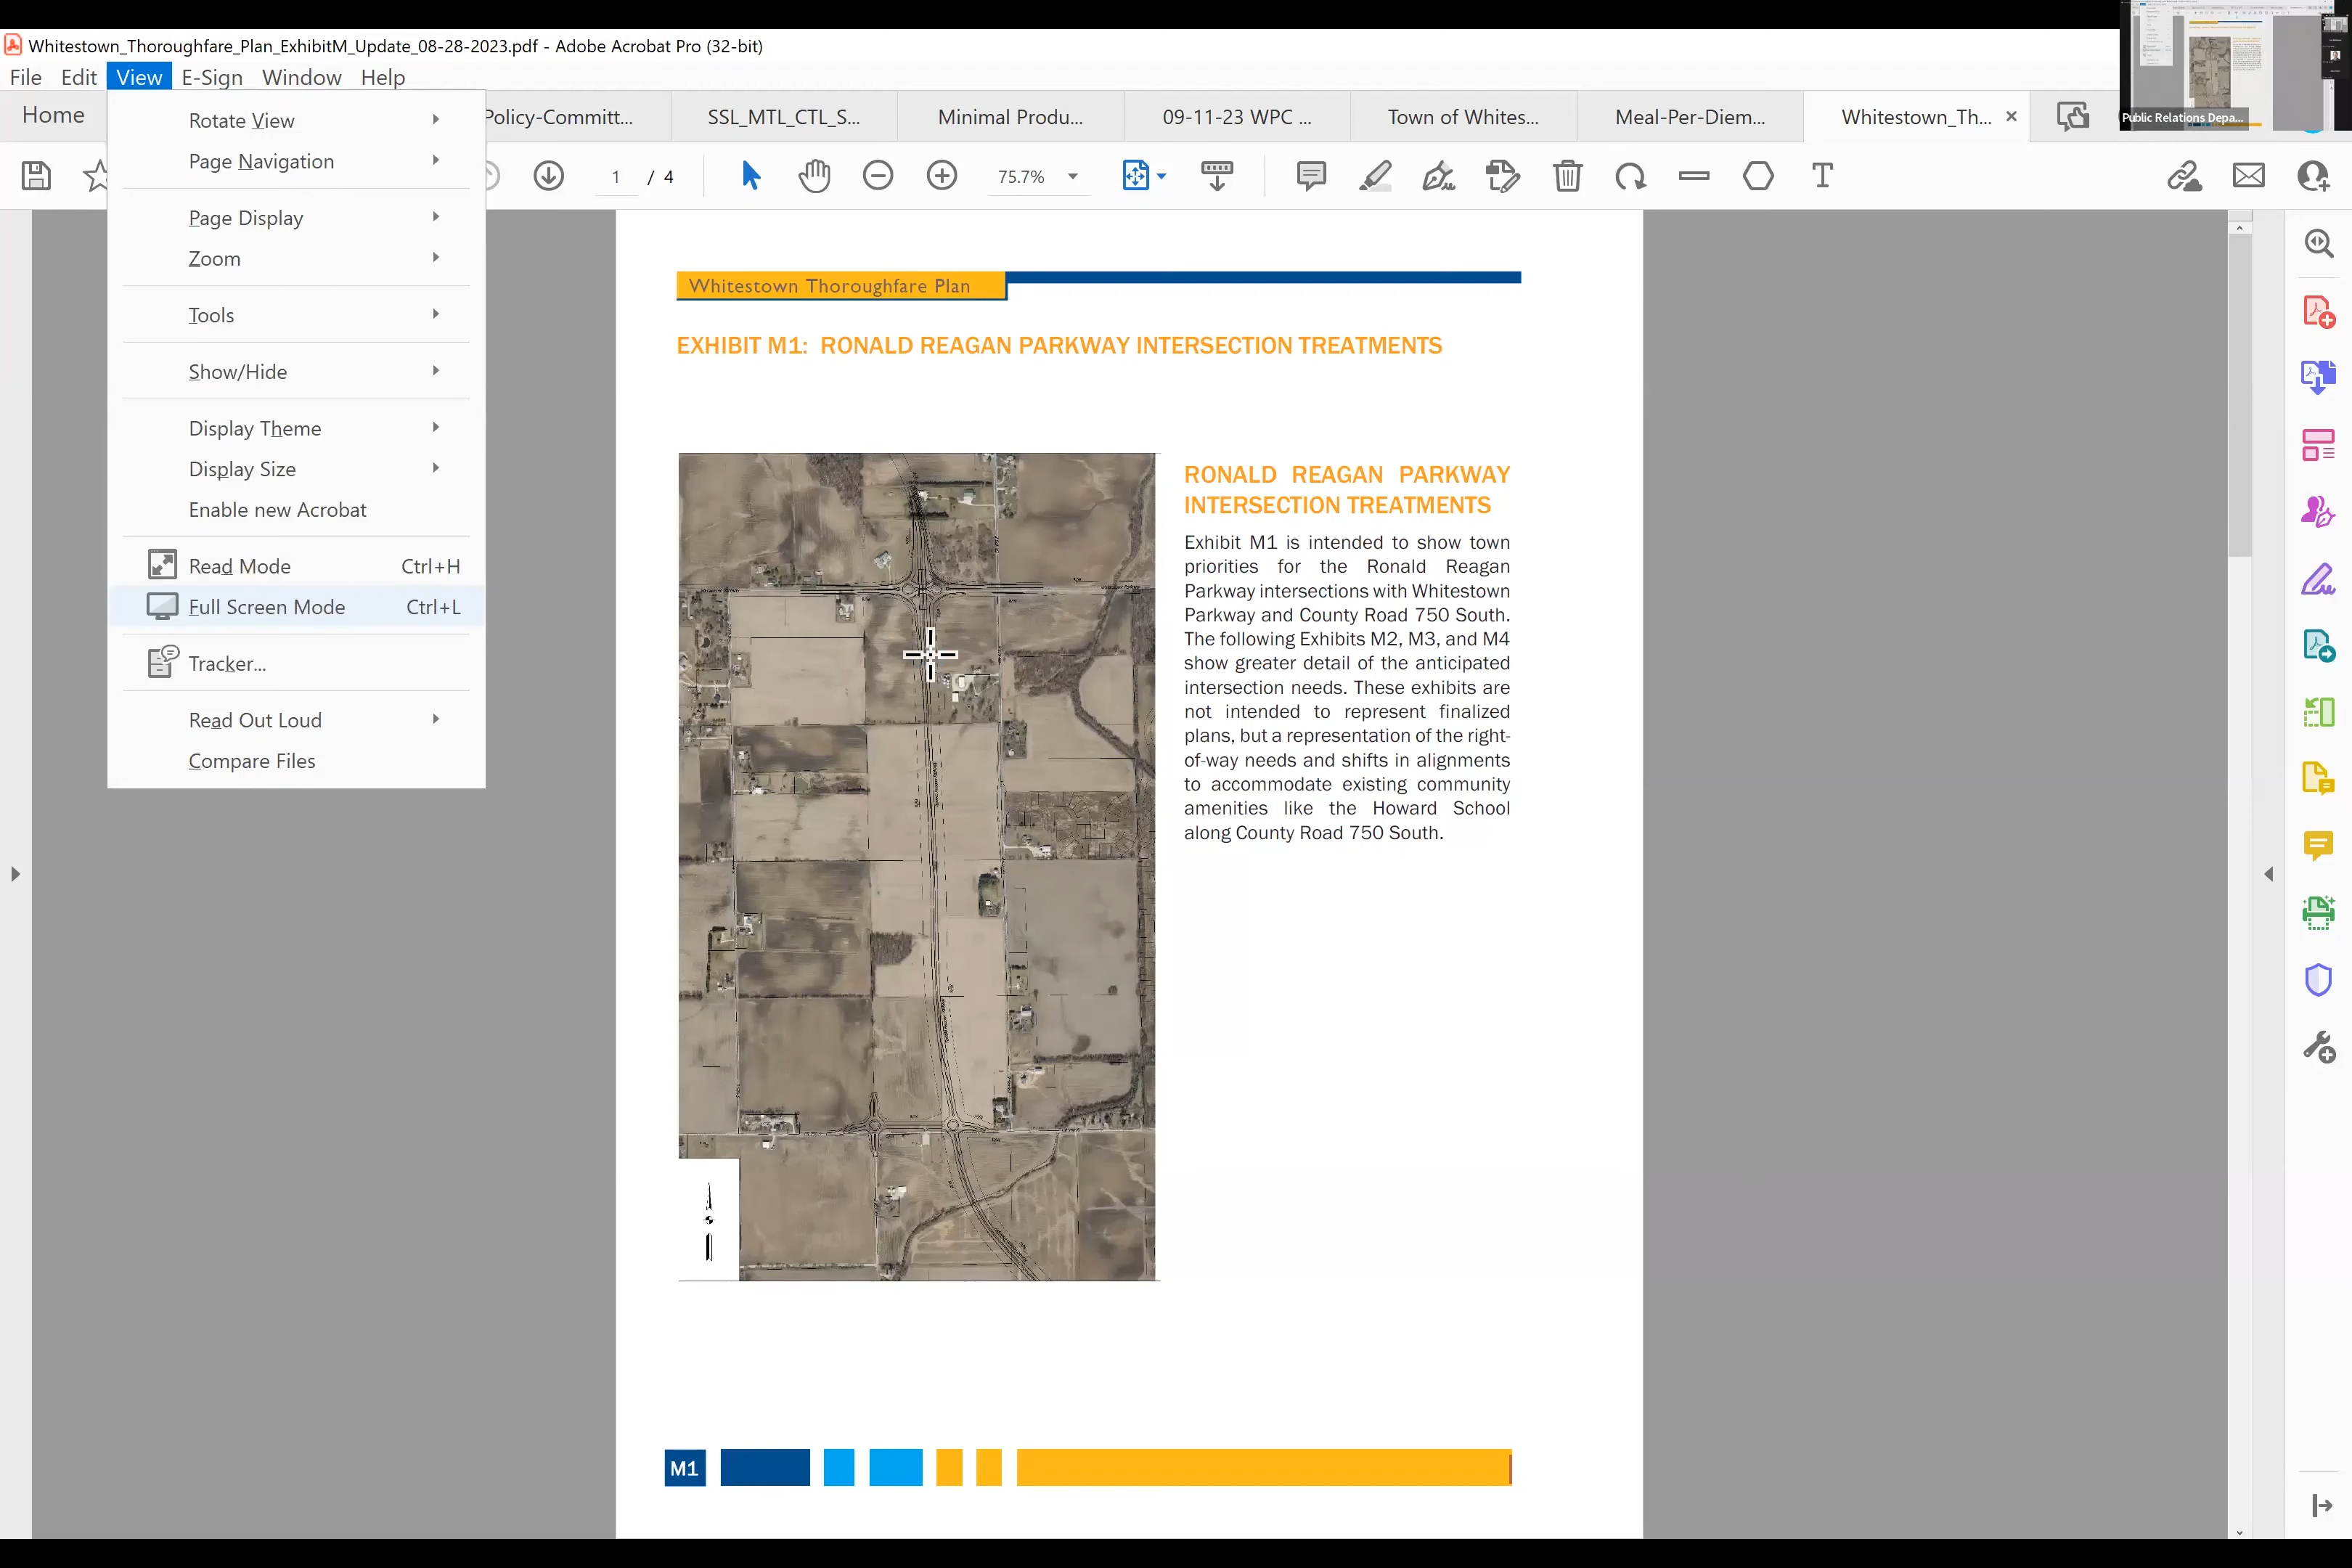 Whitestown_Thoroughfare_Plan_ExhibitM_Update_08-28-2023.pdf - Adobe Acrobat Pro (32-bit)
File Edit View E-Sign Window Help
Home
Policy-Committ... SSL_MTL_CTL_S... Minimal Produ... 09-11-23 WPC ... Town of Whites... Meal-Per-Diem... Whitestown_Th... ×
Public Relations Depa...
1 / 4
75.7%
Rotate View
Page Navigation
Page Display
Zoom
Tools
Show/Hide
Display Theme
Display Size
Enable new Acrobat
Read Mode Ctrl+H
Full Screen Mode Ctrl+L
Tracker...
Read Out Loud
Compare Files
Whitestown Thoroughfare Plan
EXHIBIT M1: RONALD REAGAN PARKWAY INTERSECTION TREATMENTS
RONALD REAGAN PARKWAY
INTERSECTION TREATMENTS
Exhibit M1 is intended to show town
priorities for the Ronald Reagan
Parkway intersections with Whitestown
Parkway and County Road 750 South.
The following Exhibits M2, M3, and M4
show greater detail of the anticipated
intersection needs. These exhibits are
not intended to represent finalized
plans, but a representation of the right-
of-way needs and shifts in alignments
to accommodate existing community
amenities like the Howard School
along County Road 750 South.
M1